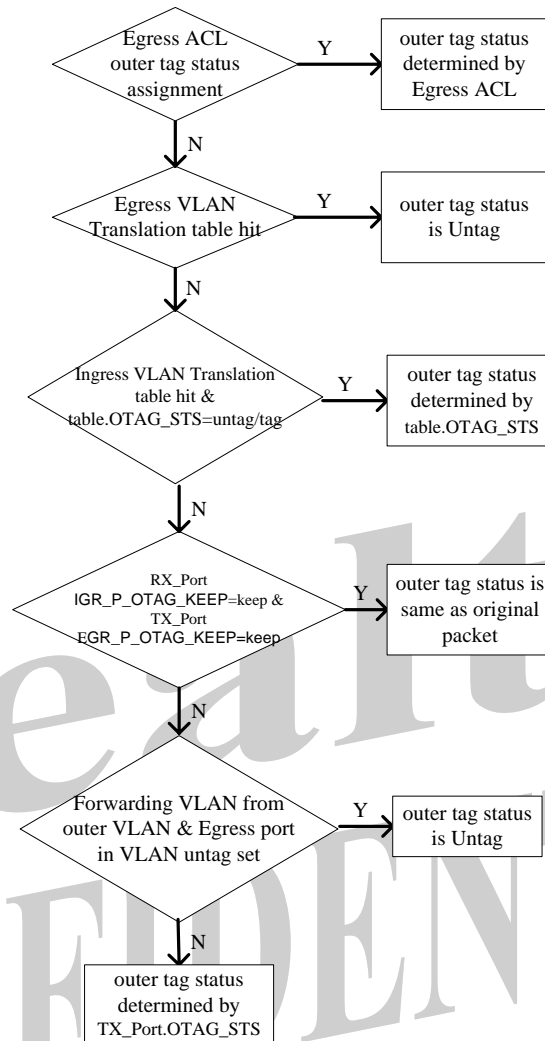 Egress ACL
outer tag status
assignment
Y
outer tag status
determined by
Egress ACL
N
Egress VLAN
Translation table hit
Y
outer tag status
is Untag
N
Ingress VLAN Translation
table hit &
table.OTAG_STS=untag/tag
Y
outer tag status
determined by
table.OTAG_STS
N
RX_Port
IGR_P_OTAG_KEEP=keep &
TX_Port
EGR_P_OTAG_KEEP=keep
Y
outer tag status is
same as original
packet
N
Forwarding VLAN from
outer VLAN & Egress port
in VLAN untag set
Y
outer tag status
is Untag
N
outer tag status
determined by
TX_Port.OTAG_STS
ealt
FIDENT